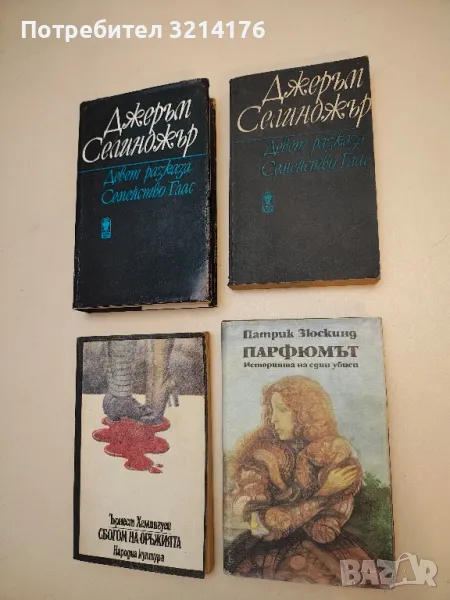 Потребител 3214176
Джеръм
Селинджър
Девет разказа
Семейство Глас
Джеръм
Селинджър
Девет разказа
Семейство Глас
Ърнест Хемингуей
СБОГОМ НА ОРЪЖИЯТА
Народна култура
Патрик Зюскинд
ПАРФЮМЪТ
Историята на един убиец
BAZAR